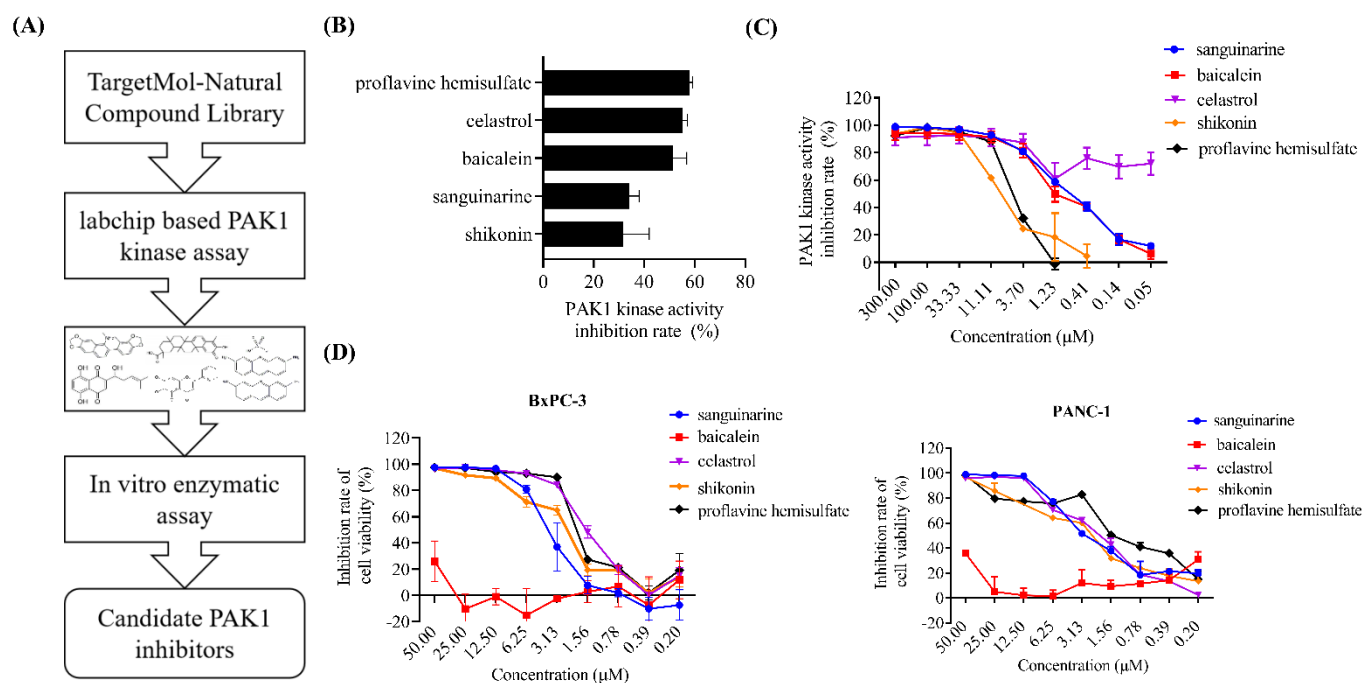 (A)
TargetMol-Natural
Compound Library
labchip based PAK1
kinase assay
In vitro enzymatic
assay
Candidate PAK1
inhibitors
(B)
proflavine hemisulfate
celastrol
baicalein
sanguinarine
shikonin
0 20 40 60 80
PAK1 kinase activity
inhibition rate (%)
(C)
sanguinarine
baicalein
celastrol
shikonin
proflavine hemisulfate
PAK1 kinase activity
inhibition rate (%)
120
100
80
60
40
20
0
300.00 100.00 33.33 11.11 3.70 1.23 0.41 0.14 0.05
Concentration (μM)
(D)
BxPC-3
sanguinarine
baicalein
celastrol
shikonin
proflavine hemisulfate
Inhibition rate of
cell viability (%)
120
100
80
60
40
20
0
-20
50.00 25.00 12.50 6.25 3.13 1.56 0.78 0.39 0.20
Concentration (μM)
PANC-1
sanguinarine
baicalein
celastrol
shikonin
proflavine hemisulfate
Inhibition rate of
cell viability (%)
120
100
80
60
40
20
0
-20
50.00 25.00 12.50 6.25 3.13 1.56 0.78 0.39 0.20
Concentration (μM)